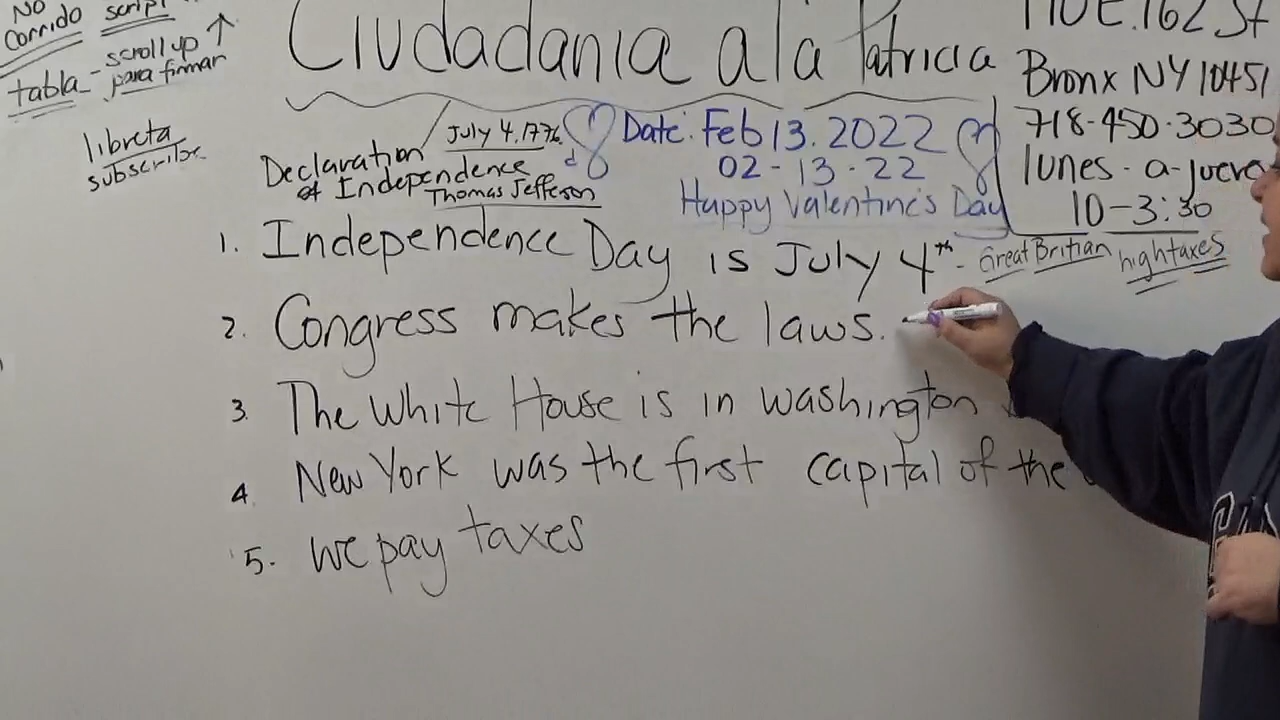 No
corrido script
tabla - scroll up ↑
para firmar
libreta
subscribe
Ciudadania a la Patricia
E. 162 St
Bronx NY 10451
718-450-3030
lunes - a - jueve
10-3:30
Declaration / July 4, 1776
of Independence
Thomas Jefferson
Date: Feb 13. 2022
02-13-22
Happy Valentine's Day
1. Independence Day is July 4th - Great Britian high taxes
2. Congress makes the laws.
3. The White House is in washington
4. New York was the first capital of the
5. we pay taxes